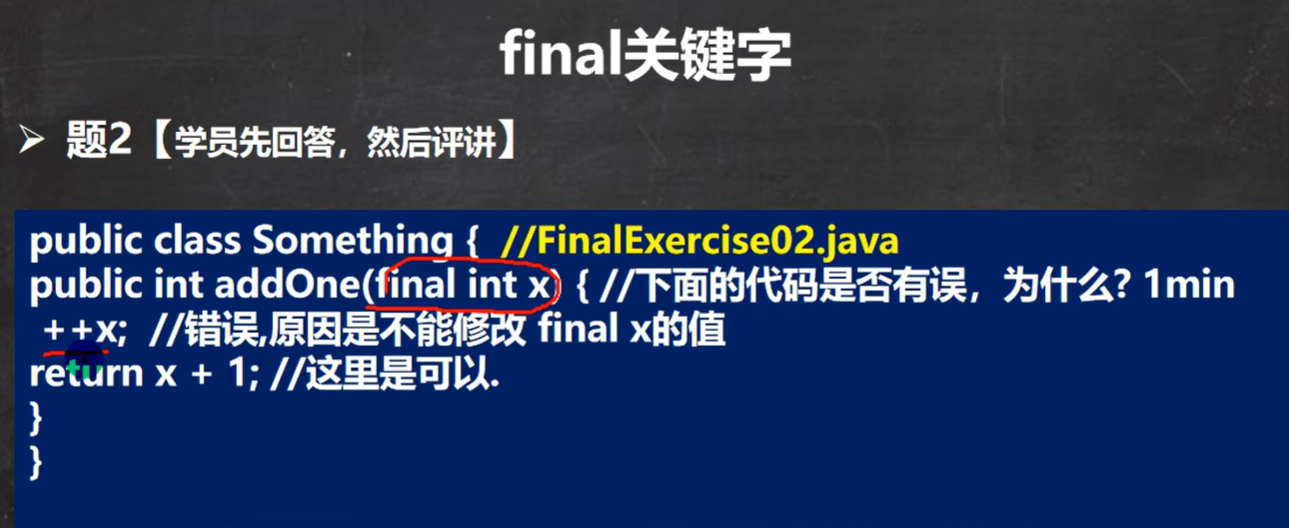 final关键字
➢ 题2【学员先回答，然后评讲】
public class Something { //FinalExercise02.java
public int addOne(final int x) { //下面的代码是否有误，为什么? 1min
++x; //错误,原因是不能修改 final x的值
return x + 1; //这里是可以.
}
}